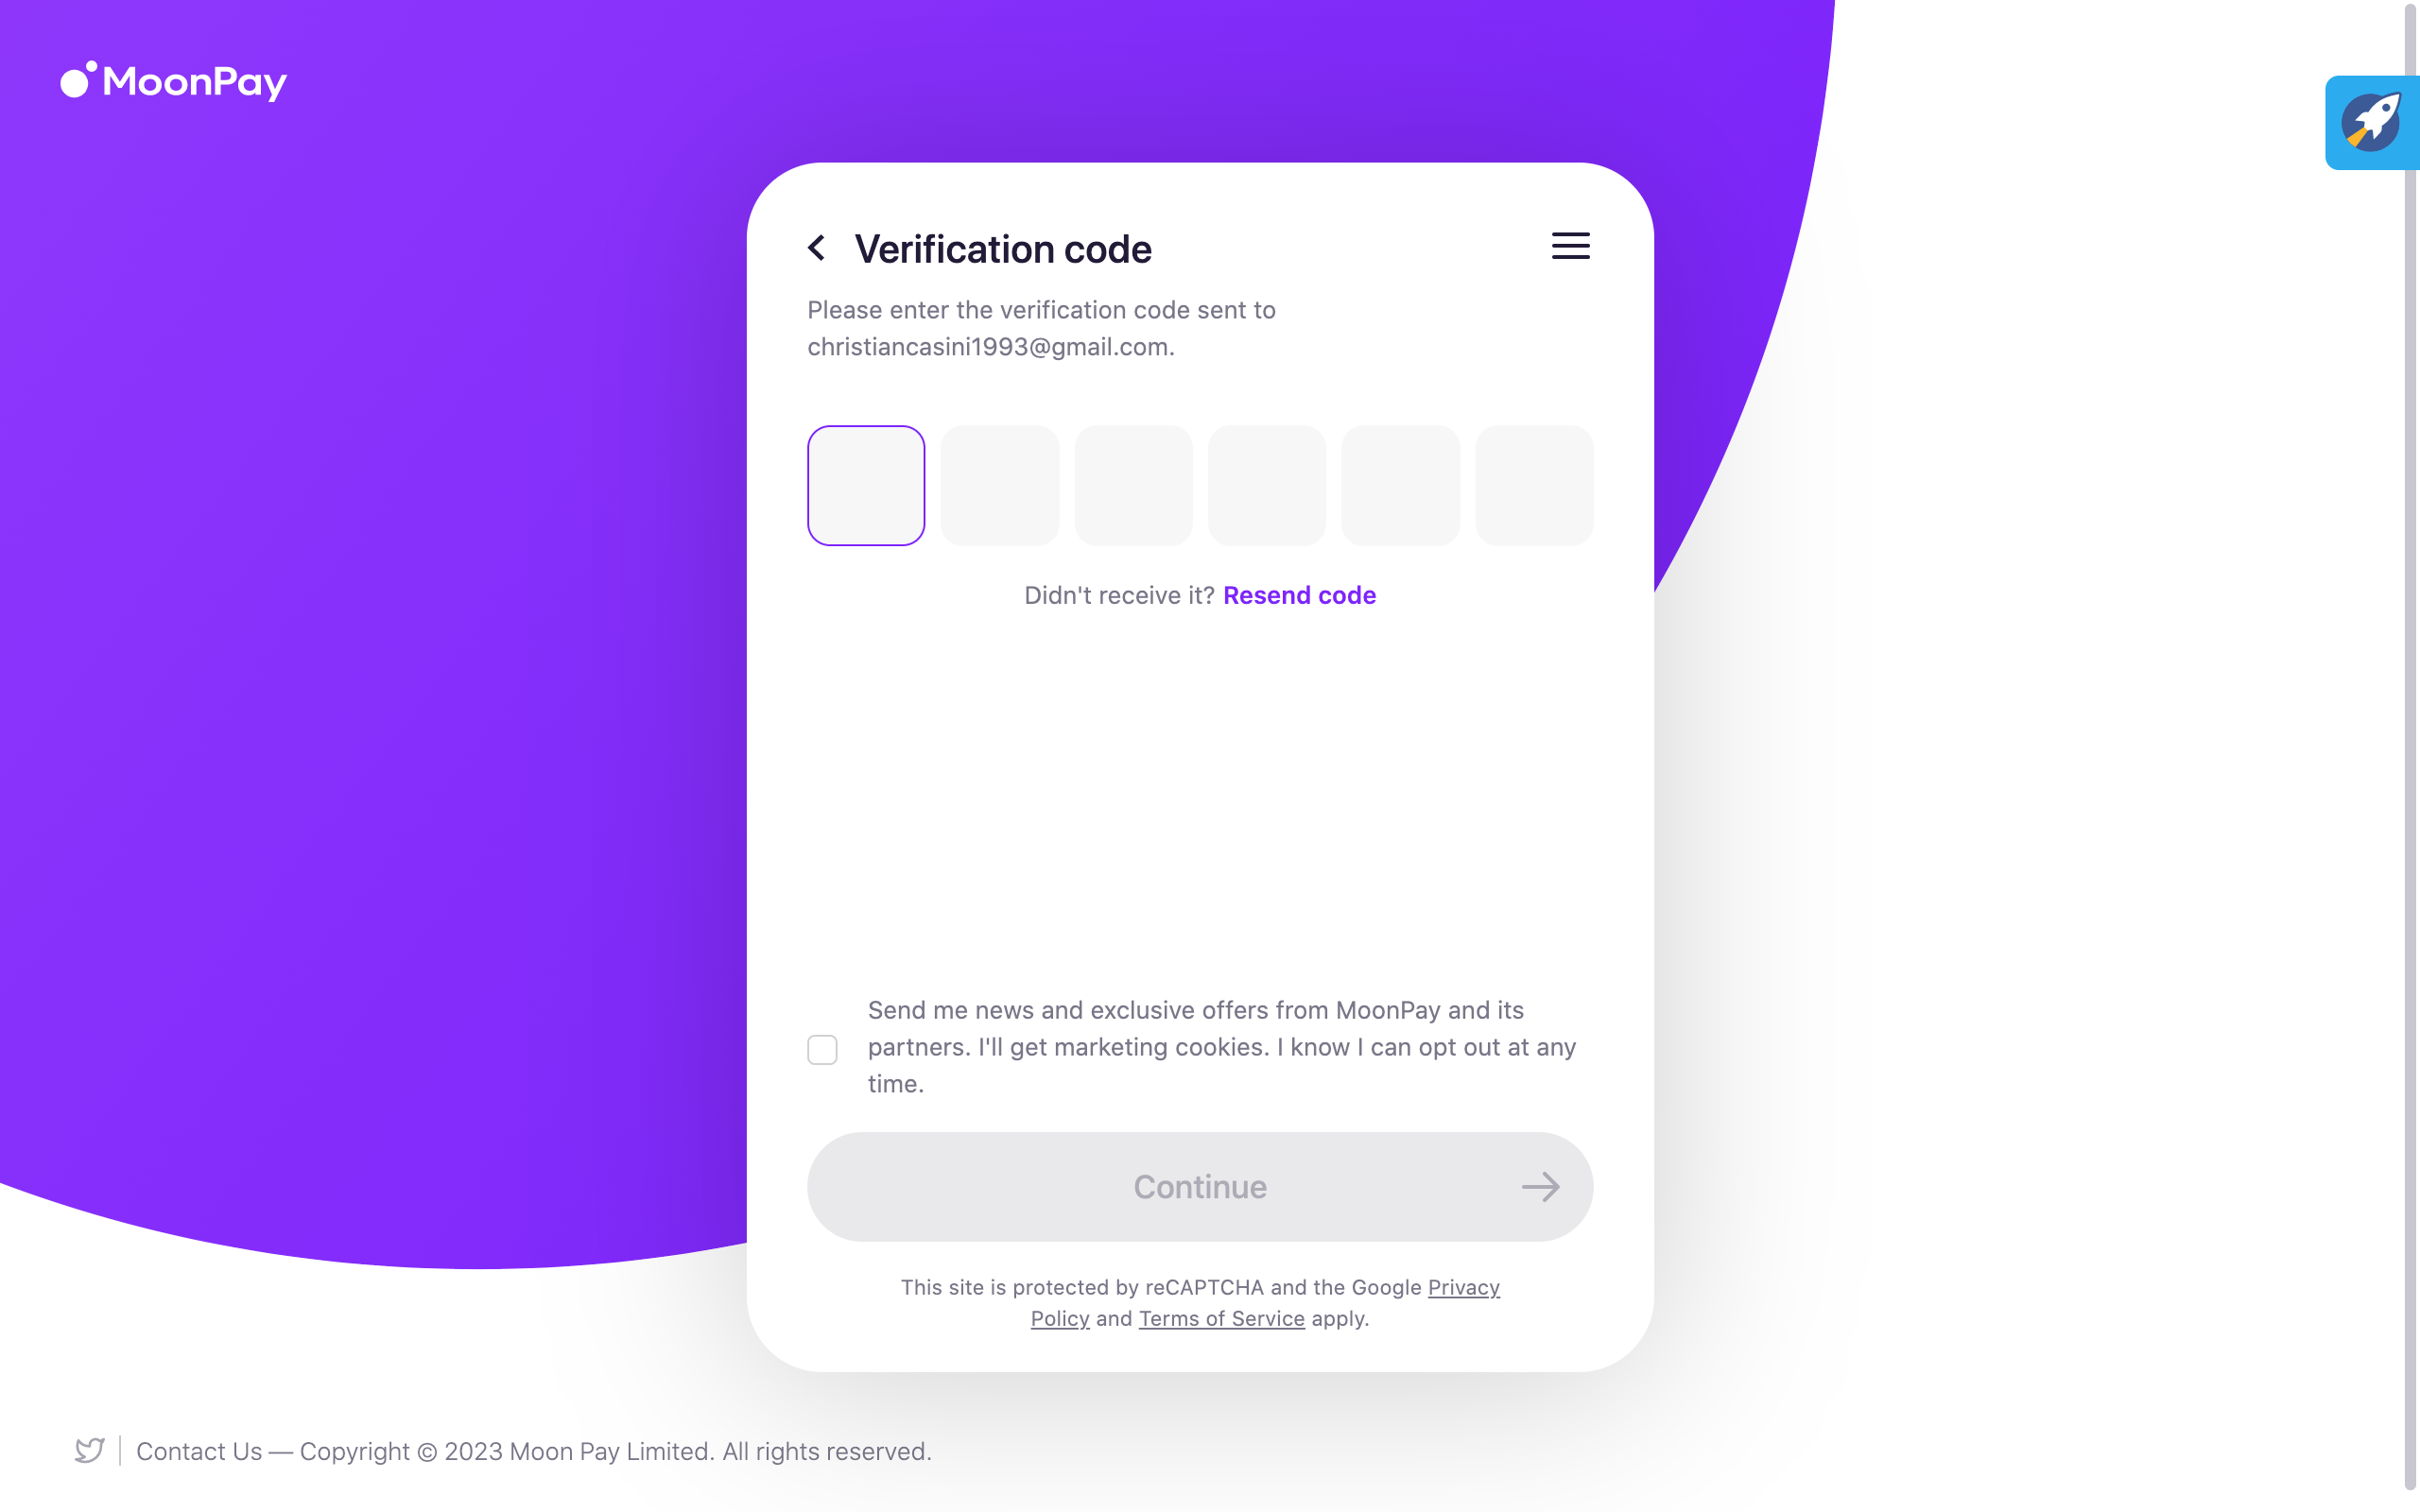 MoonPay
Verification code
Please enter the verification code sent to
christiancasini1993@gmail.com.
Didn't receive it? Resend code
Send me news and exclusive offers from MoonPay and its
partners. I'll get marketing cookies. I know I can opt out at any
time.
Continue
This site is protected by reCAPTCHA and the Google Privacy
Policy and Terms of Service apply.
Contact Us — Copyright © 2023 Moon Pay Limited. All rights reserved.